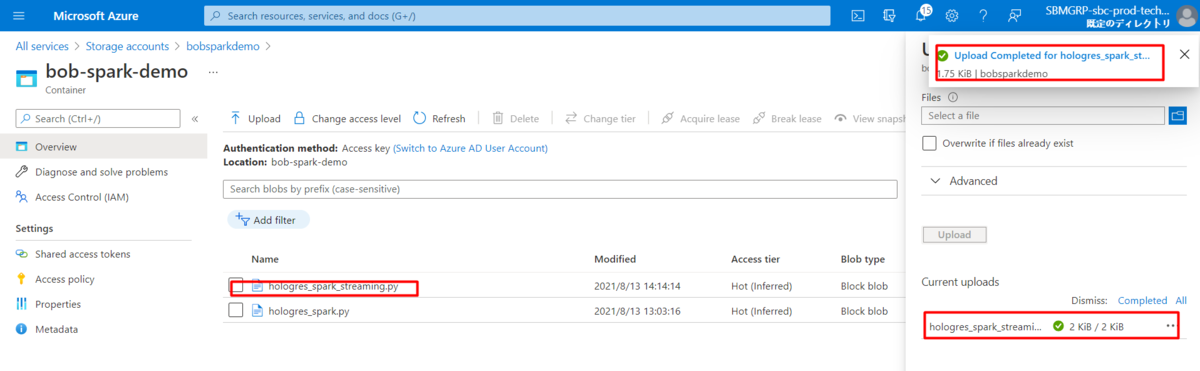 Microsoft Azure
Search resources, services, and docs (G+/)
15
SBMGRP-sbc-prod-tech...
既定のディレクトリ
All services > Storage accounts > bobsparkdemo >
bob-spark-demo ...
Container
Search (Ctrl+/)
«
Overview
Diagnose and solve problems
Access Control (IAM)
Settings
Shared access tokens
Access policy
Properties
Metadata
Upload
Change access level
Refresh
Delete
Change tier
Acquire lease
Break lease
Authentication method: Access key (Switch to Azure AD User Account)
Location: bob-spark-demo
Search blobs by prefix (case-sensitive)
Add filter
Name Modified Access tier Blob type
hologres_spark_streaming.py 2021/8/13 14:14:14 Hot (Inferred) Block blob
hologres_spark.py 2021/8/13 13:03:16 Hot (Inferred) Block blob
Upload Completed for hologres_spark_st...
1.75 KiB | bobsparkdemo
Files
Select a file
Overwrite if files already exist
Advanced
Upload
Current uploads
Dismiss: Completed All
hologres_spark_streami... 2 KiB / 2 KiB